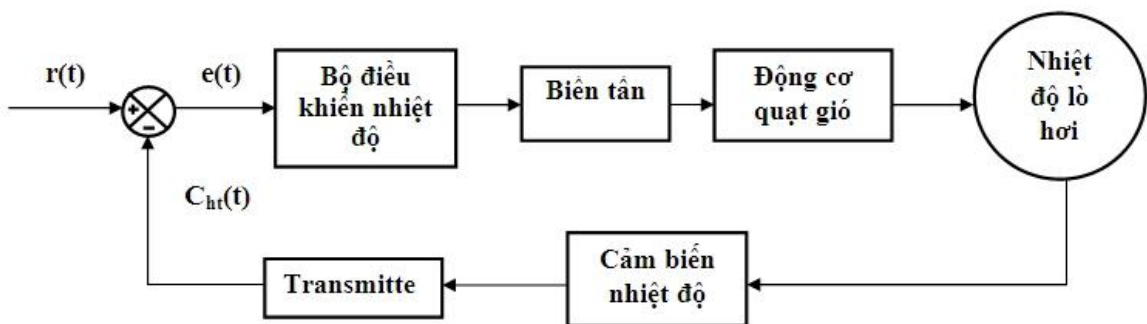 r(t)
e(t)
Bộ điều
khiển nhiệt
độ
Biến tần
Động cơ
quạt gió
Nhiệt
độ lò
hơi
+
-
C_ht(t)
Transmitte
Cảm biến
nhiệt độ